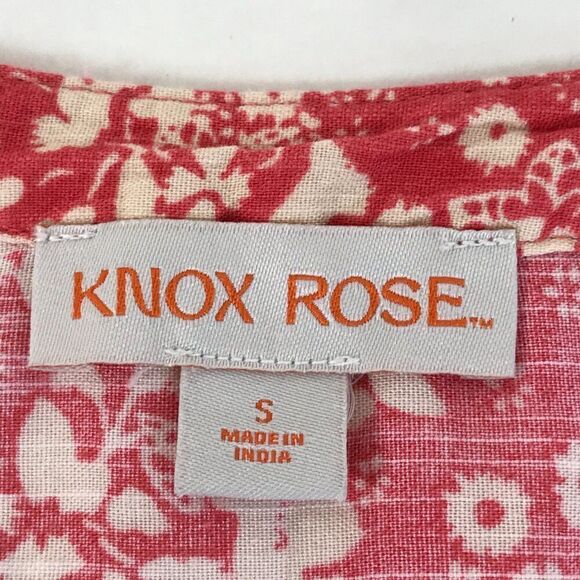 KNOX ROSE™
S
MADE IN
INDIA